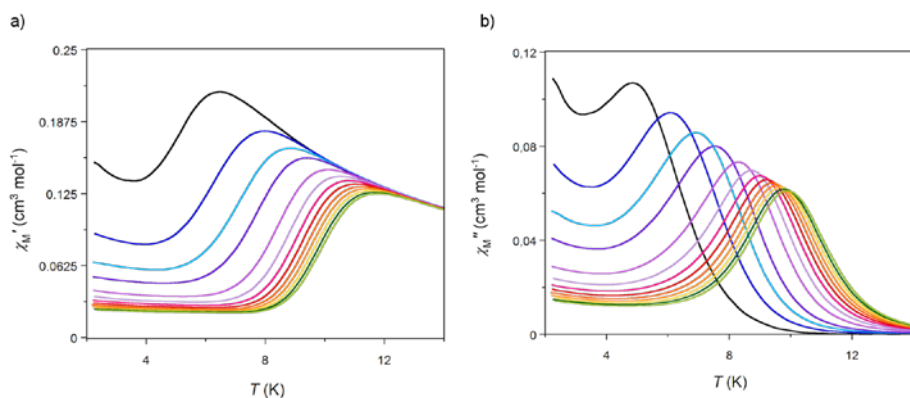 a)
b)
0.25
0.1875
0.125
0.0625
0
χM′ (cm³ mol⁻¹)
4
8
12
T (K)
0.12
0.08
0.04
0
χM″ (cm³ mol⁻¹)
4
8
12
T (K)